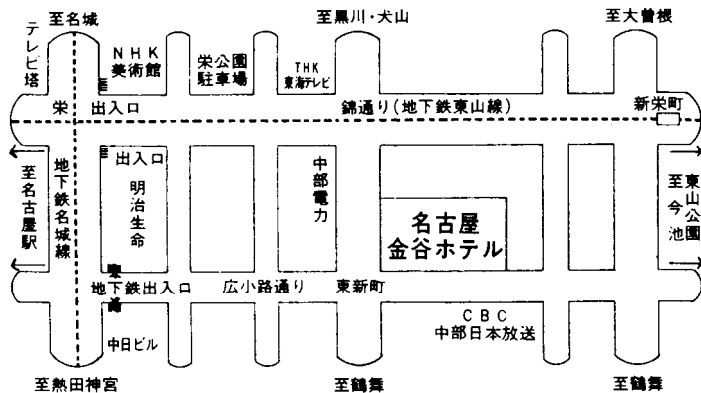 至名城
至黒川・犬山
至大曽根
テレビ塔
NHK
美術館
栄公園
駐車場
THK
東海テレビ
栄
出入口
錦通り(地下鉄東山線)
新栄町
出入口
地下鉄名城線
至名古屋駅
明治生命
中部電力
名古屋
金谷ホテル
東山公園
至今池
地下鉄出入口
広小路通り
東新町
中日ビル
CBC
中部日本放送
至熱田神宮
至鶴舞
至鶴舞